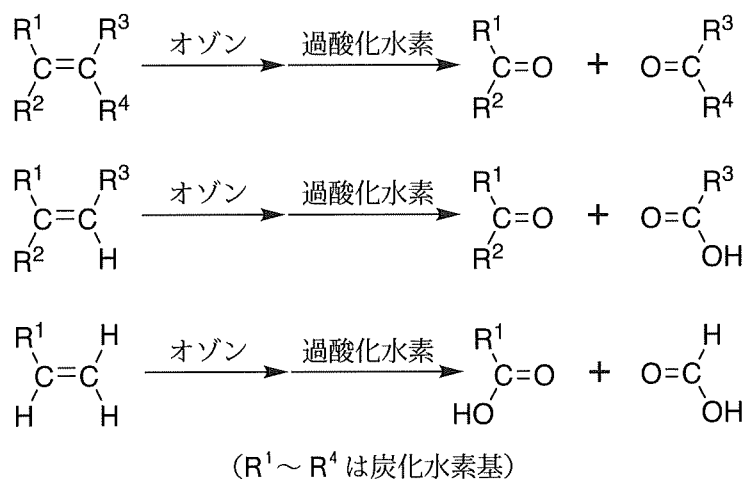 R¹ R³
C=C オゾン 過酸化水素 R¹ C=O + O=C R³
R² R⁴ R² R⁴
R¹ R³
C=C オゾン 過酸化水素 R¹ C=O + O=C R³
R² H R² OH
R¹ H H
C=C オゾン 過酸化水素 R¹ C=O + O=C
H H HO OH
(R¹~R⁴は炭化水素基)